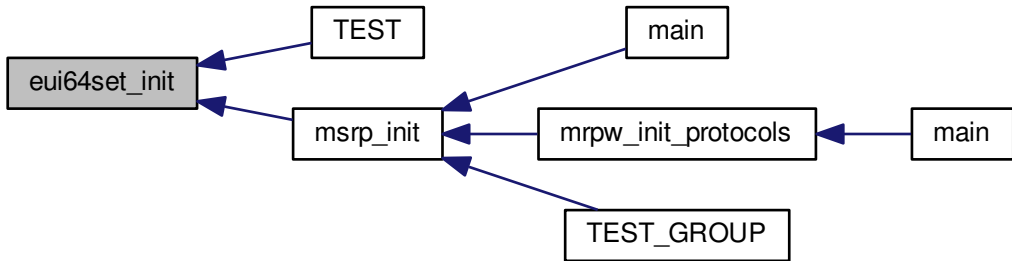 eui64set_init
TEST
msrp_init
main
mrpw_init_protocols
main
TEST_GROUP